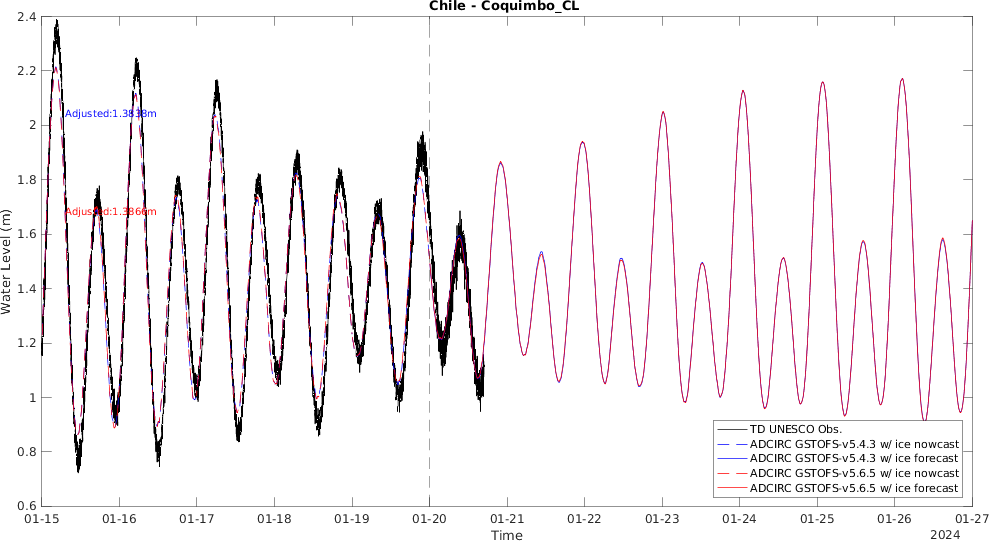 Chile - Coquimbo_CL
Water Level (m)
2.4
2.2
2
1.8
1.6
1.4
1.2
1
0.8
0.6
Adjusted:1.3838m
Adjusted:1.3866m
TD UNESCO Obs.
ADCIRC GSTOFS-v5.4.3 w/ ice nowcast
ADCIRC GSTOFS-v5.4.3 w/ ice forecast
ADCIRC GSTOFS-v5.6.5 w/ ice nowcast
ADCIRC GSTOFS-v5.6.5 w/ ice forecast
01-15 01-16 01-17 01-18 01-19 01-20 01-21 01-22 01-23 01-24 01-25 01-26 01-27
Time
2024